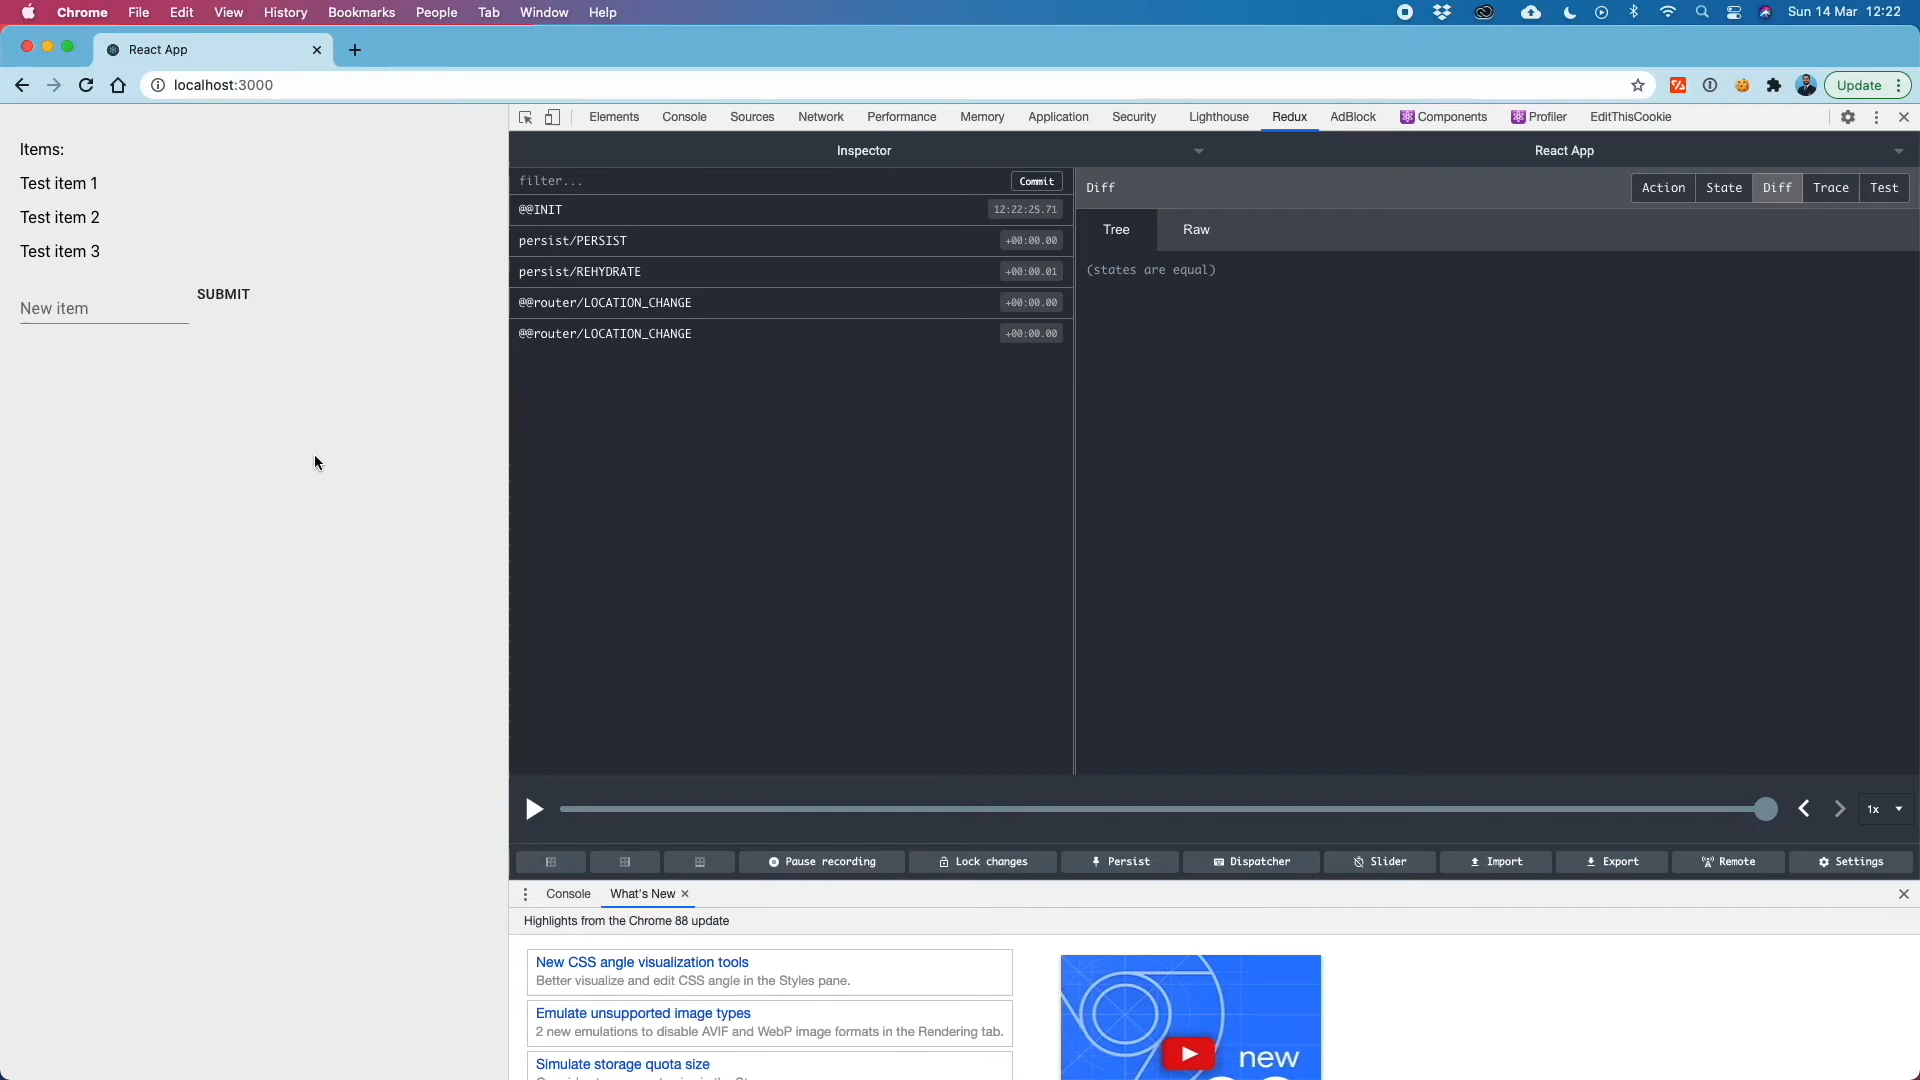 Chrome File Edit View History Bookmarks People Tab Window Help Sun 14 Mar 12:22
React App
localhost:3000 Update
Elements Console Sources Network Performance Memory Application Security Lighthouse Redux AdBlock Components Profiler EditThisCookie
Inspector React App
filter... Commit
Diff Action State Diff Trace Test
@@INIT 12:22:25.71
Tree Raw
persist/PERSIST +00:00.00
persist/REHYDRATE +00:00.01
(states are equal)
@@router/LOCATION_CHANGE +00:00.00
@@router/LOCATION_CHANGE +00:00.00
Items:
Test item 1
Test item 2
Test item 3
New item SUBMIT
1x
Pause recording Lock changes Persist Dispatcher Slider Import Export Remote Settings
Console What's New
Highlights from the Chrome 88 update
New CSS angle visualization tools
Better visualize and edit CSS angle in the Styles pane.
Emulate unsupported image types
2 new emulations to disable AVIF and WebP image formats in the Rendering tab.
Simulate storage quota size
new